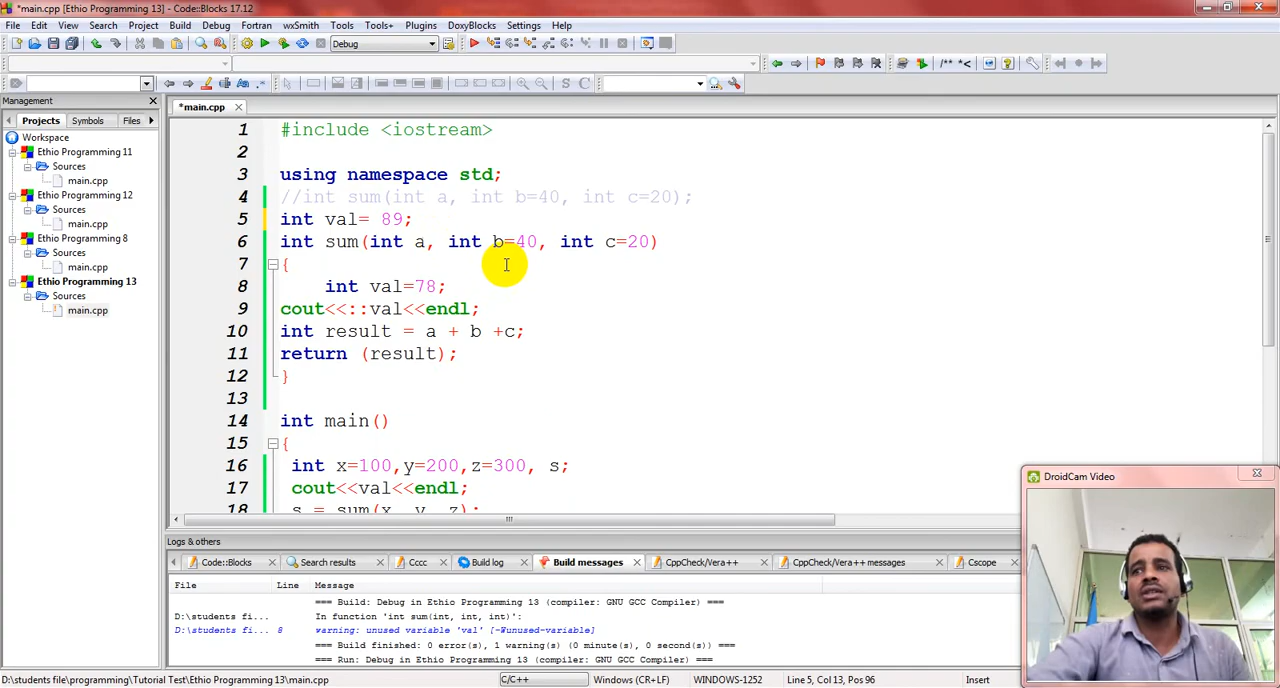 *main.cpp [Ethio Programming 13] - Code::Blocks 17.12
File Edit View Search Project Build Debug Fortran wxSmith Tools Tools+ Plugins DoxyBlocks Settings Help
Debug
/** *<
S C
Management
Projects Symbols Files
*main.cpp
Workspace
Ethio Programming 11
Sources
main.cpp
Ethio Programming 12
Sources
main.cpp
Ethio Programming 8
Sources
main.cpp
Ethio Programming 13
Sources
main.cpp
1 #include <iostream>
2
3 using namespace std;
4 //int sum(int a, int b=40, int c=20);
5 int val= 89;
6 int sum(int a, int b=40, int c=20)
7 {
8 int val=78;
9 cout<<::val<<endl;
10 int result = a + b +c;
11 return (result);
12 }
13
14 int main()
15 {
16 int x=100,y=200,z=300, s;
17 cout<<val<<endl;
18 s = sum(x, y, z);
DroidCam Video
Logs & others
Code::Blocks Search results Cccc Build log Build messages CppCheck/Vera++ CppCheck/Vera++ messages Cscope
File Line Message
=== Build: Debug in Ethio Programming 13 (compiler: GNU GCC Compiler) ===
D:\students fi... In function 'int sum(int, int, int)':
D:\students fi... 8 warning: unused variable 'val' [-Wunused-variable]
=== Build finished: 0 error(s), 1 warning(s) (0 minute(s), 0 second(s)) ===
=== Run: Debug in Ethio Programming 13 (compiler: GNU GCC Compiler) ===
D:\students file\programming\Tutorial Test\Ethio Programming 13\main.cpp C/C++ Windows (CR+LF) WINDOWS-1252 Line 5, Col 13, Pos 96 Insert